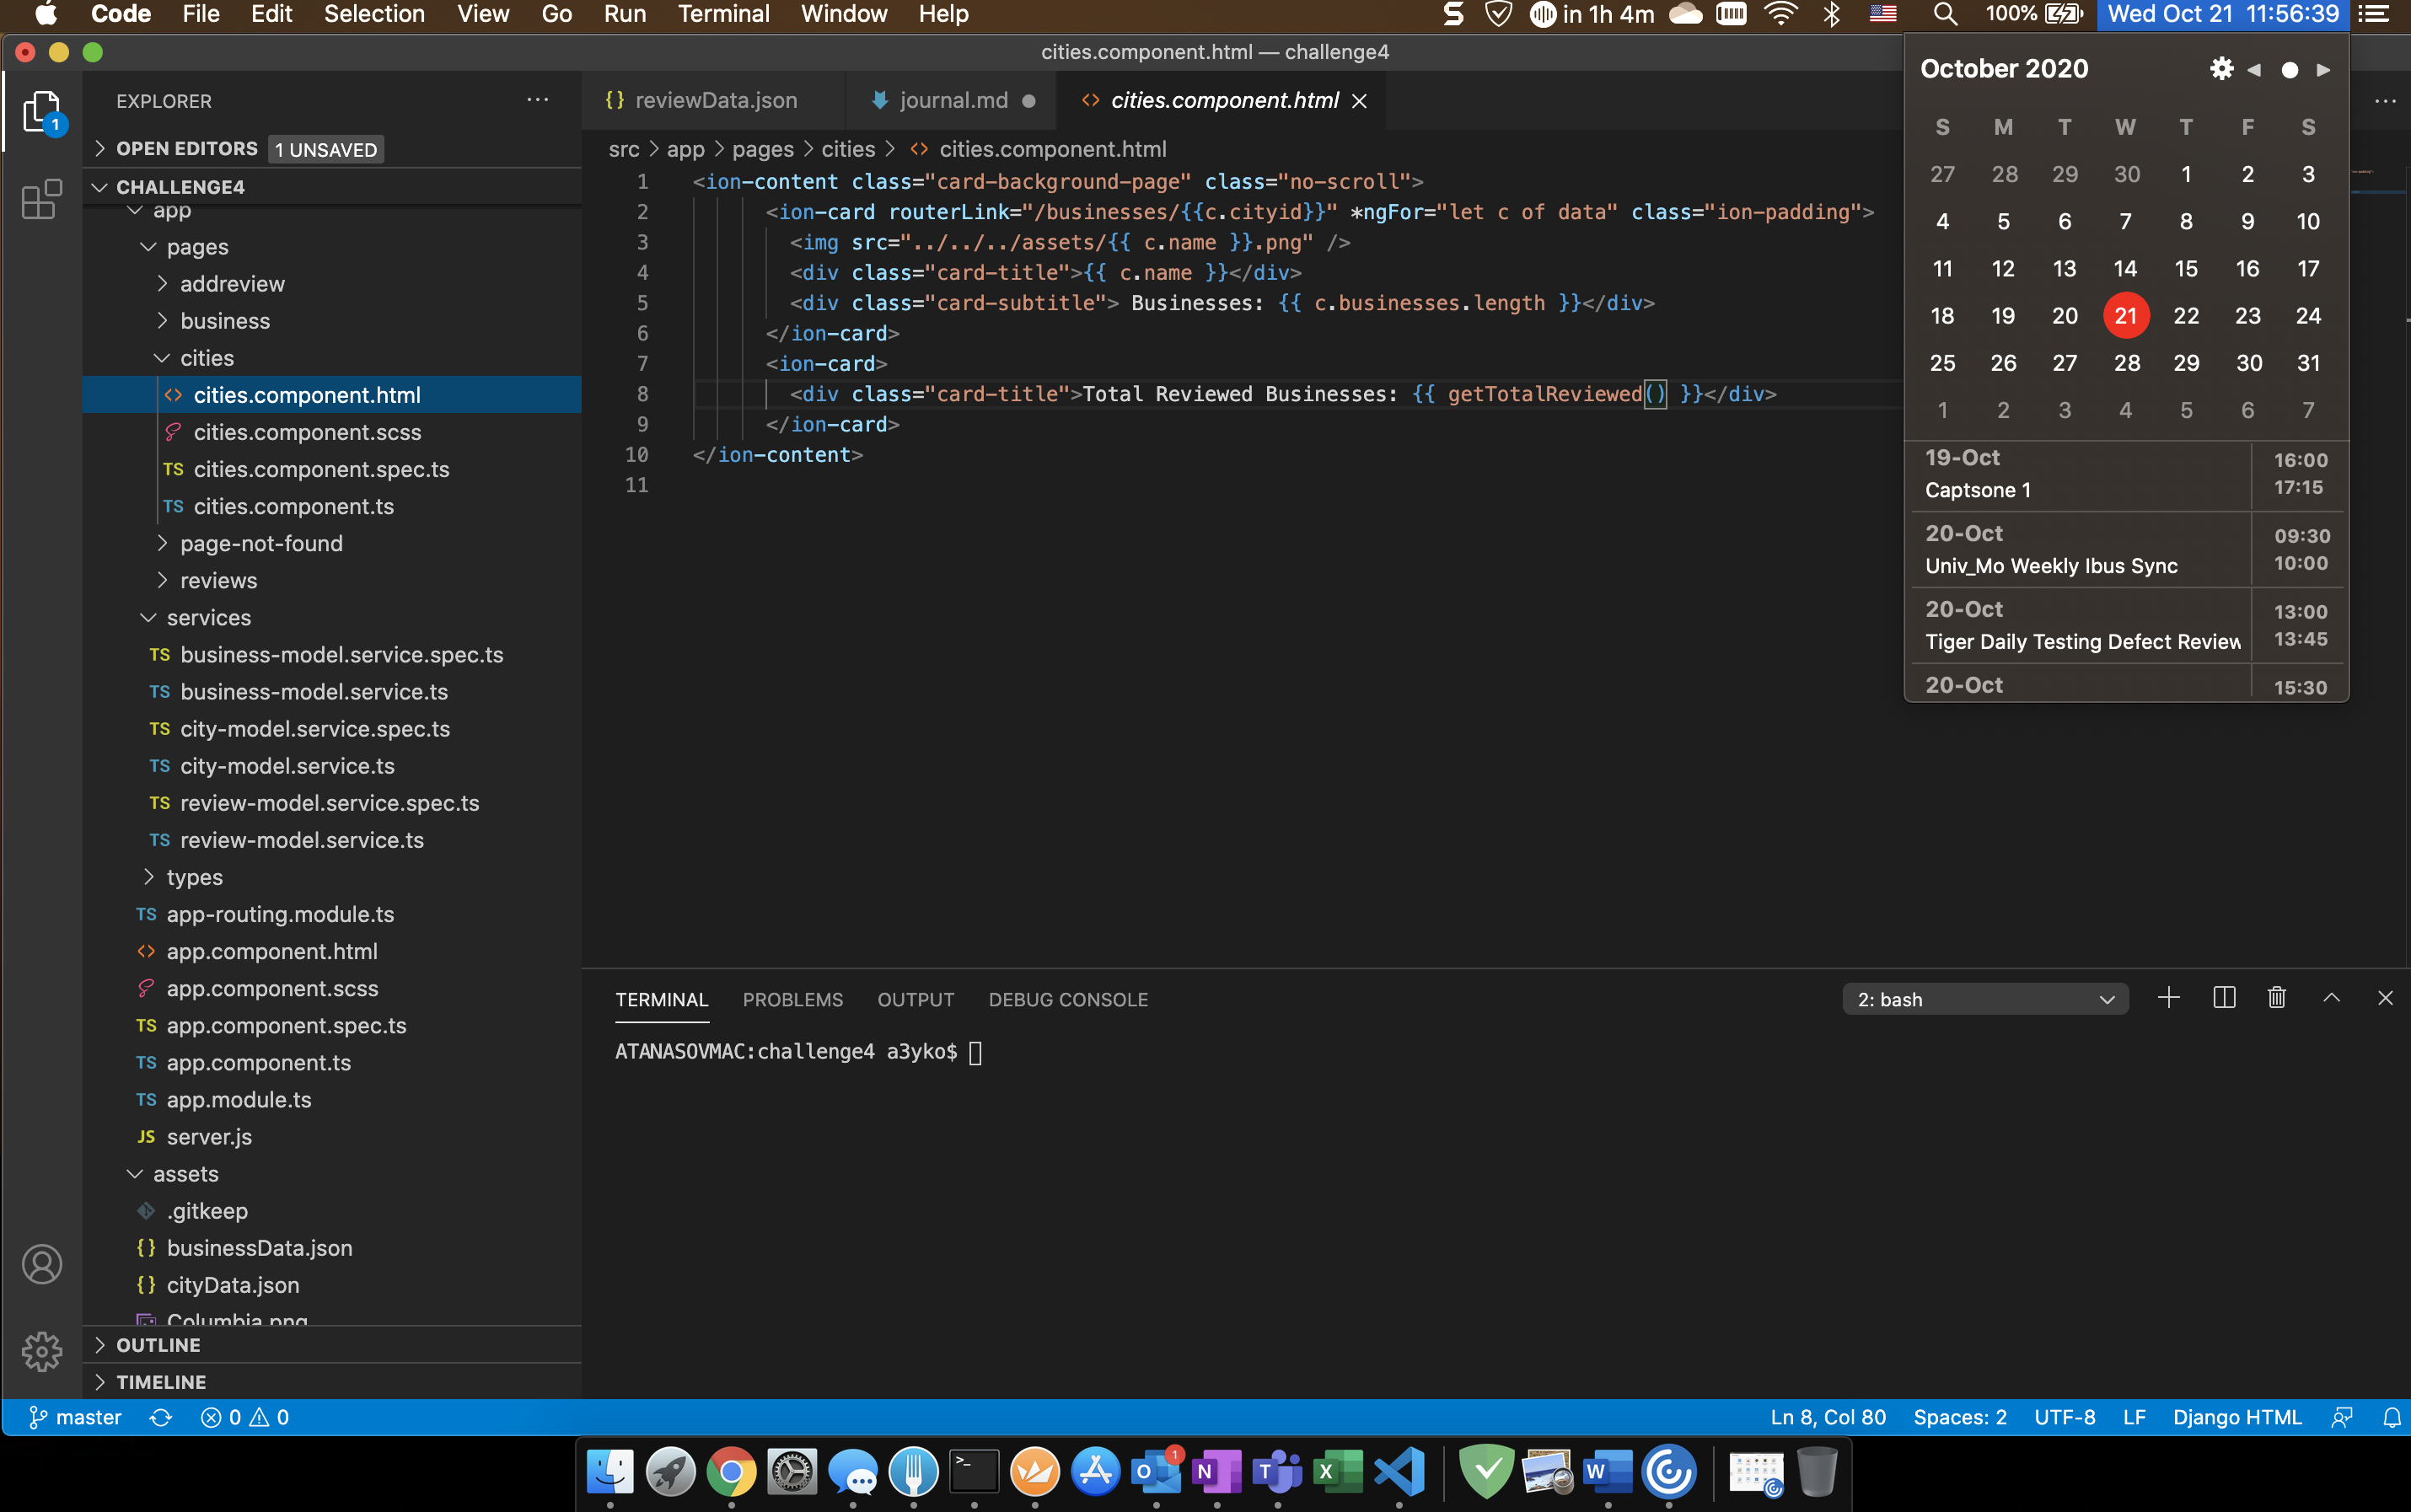 Code File Edit Selection View Go Run Terminal Window Help in 1h 4m 100% Wed Oct 21 11:56:39
cities.component.html — challenge4
EXPLORER
OPEN EDITORS 1 UNSAVED
CHALLENGE4
app
pages
addreview
business
cities
cities.component.html
cities.component.scss
TS cities.component.spec.ts
TS cities.component.ts
page-not-found
reviews
services
TS business-model.service.spec.ts
TS business-model.service.ts
TS city-model.service.spec.ts
TS city-model.service.ts
TS review-model.service.spec.ts
TS review-model.service.ts
types
TS app-routing.module.ts
<> app.component.html
app.component.scss
TS app.component.spec.ts
TS app.component.ts
TS app.module.ts
JS server.js
assets
.gitkeep
{} businessData.json
{} cityData.json
Columbia.png
OUTLINE
TIMELINE
{} reviewData.json journal.md <> cities.component.html
src > app > pages > cities > <> cities.component.html
1 <ion-content class="card-background-page" class="no-scroll">
2 <ion-card routerLink="/businesses/{{c.cityid}}" *ngFor="let c of data" class="ion-padding">
3 <img src="../../../assets/{{ c.name }}.png" />
4 <div class="card-title">{{ c.name }}</div>
5 <div class="card-subtitle"> Businesses: {{ c.businesses.length }}</div>
6 </ion-card>
7 <ion-card>
8 <div class="card-title">Total Reviewed Businesses: {{ getTotalReviewed() }}</div>
9 </ion-card>
10 </ion-content>
11
October 2020
S M T W T F S
27 28 29 30 1 2 3
4 5 6 7 8 9 10
11 12 13 14 15 16 17
18 19 20 21 22 23 24
25 26 27 28 29 30 31
1 2 3 4 5 6 7
19-Oct 16:00
Captsone 1 17:15
20-Oct 09:30
Univ_Mo Weekly Ibus Sync 10:00
20-Oct 13:00
Tiger Daily Testing Defect Review 13:45
20-Oct 15:30
TERMINAL PROBLEMS OUTPUT DEBUG CONSOLE 2: bash
ATANASOVMAC:challenge4 a3yko$
master 0 0 Ln 8, Col 80 Spaces: 2 UTF-8 LF Django HTML